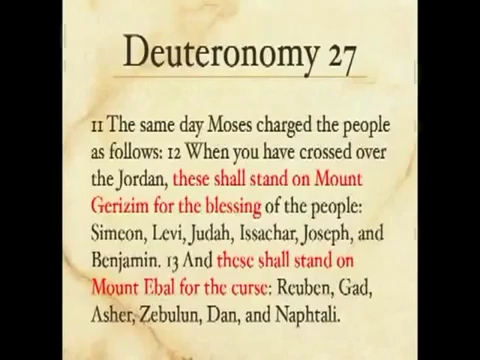 Deuteronomy 27
11 The same day Moses charged the people
as follows: 12 When you have crossed over
the Jordan, these shall stand on Mount
Gerizim for the blessing of the people:
Simeon, Levi, Judah, Issachar, Joseph, and
Benjamin. 13 And these shall stand on
Mount Ebal for the curse: Reuben, Gad,
Asher, Zebulun, Dan, and Naphtali.